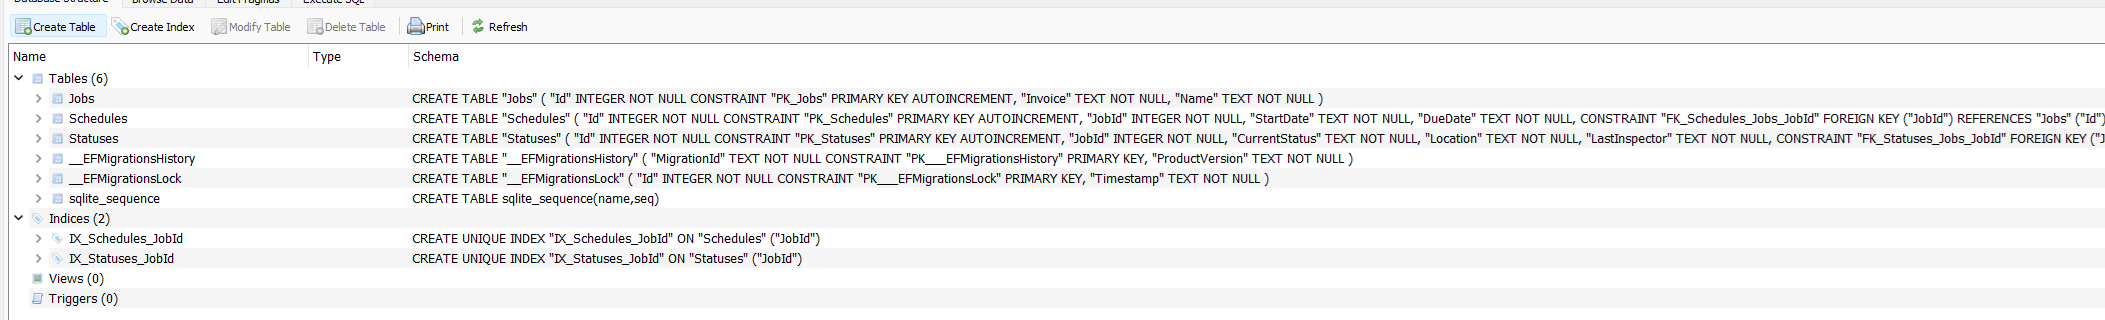 Database Structure Browse Data Edit Pragmas Execute SQL
Create Table Create Index Modify Table Delete Table Print Refresh
Name Type Schema
Tables (6)
Jobs CREATE TABLE "Jobs" ( "Id" INTEGER NOT NULL CONSTRAINT "PK_Jobs" PRIMARY KEY AUTOINCREMENT, "Invoice" TEXT NOT NULL, "Name" TEXT NOT NULL )
Schedules CREATE TABLE "Schedules" ( "Id" INTEGER NOT NULL CONSTRAINT "PK_Schedules" PRIMARY KEY AUTOINCREMENT, "JobId" INTEGER NOT NULL, "StartDate" TEXT NOT NULL, "DueDate" TEXT NOT NULL, CONSTRAINT "FK_Schedules_Jobs_JobId" FOREIGN KEY ("JobId") REFERENCES "Jobs" ("Id")
Statuses CREATE TABLE "Statuses" ( "Id" INTEGER NOT NULL CONSTRAINT "PK_Statuses" PRIMARY KEY AUTOINCREMENT, "JobId" INTEGER NOT NULL, "CurrentStatus" TEXT NOT NULL, "Location" TEXT NOT NULL, "LastInspector" TEXT NOT NULL, CONSTRAINT "FK_Statuses_Jobs_JobId" FOREIGN KEY ("J
__EFMigrationsHistory CREATE TABLE "__EFMigrationsHistory" ( "MigrationId" TEXT NOT NULL CONSTRAINT "PK___EFMigrationsHistory" PRIMARY KEY, "ProductVersion" TEXT NOT NULL )
__EFMigrationsLock CREATE TABLE "__EFMigrationsLock" ( "Id" INTEGER NOT NULL CONSTRAINT "PK___EFMigrationsLock" PRIMARY KEY, "Timestamp" TEXT NOT NULL )
sqlite_sequence CREATE TABLE sqlite_sequence(name,seq)
Indices (2)
IX_Schedules_JobId CREATE UNIQUE INDEX "IX_Schedules_JobId" ON "Schedules" ("JobId")
IX_Statuses_JobId CREATE UNIQUE INDEX "IX_Statuses_JobId" ON "Statuses" ("JobId")
Views (0)
Triggers (0)